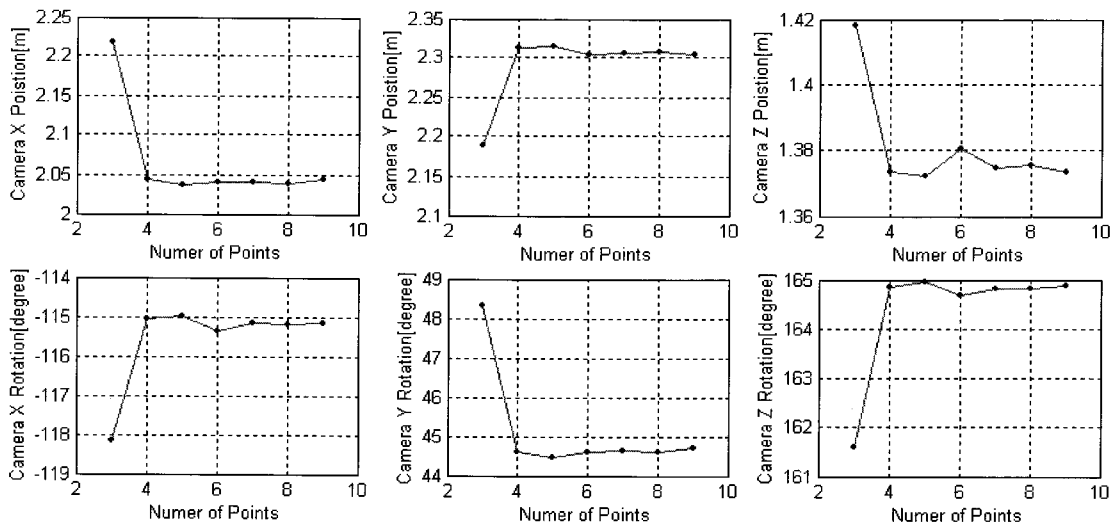 Camera X Poistion[m]
2.25
2.2
2.15
2.1
2.05
2
2 4 6 8 10
Numer of Points
Camera Y Poistion[m]
2.35
2.3
2.25
2.2
2.15
2.1
2 4 6 8 10
Numer of Points
Camera Z Poistion[m]
1.42
1.4
1.38
1.36
2 4 6 8 10
Numer of Points
Camera X Rotation[degree]
-114
-115
-116
-117
-118
-119
2 4 6 8 10
Numer of Points
Camera Y Rotation[degree]
49
48
47
46
45
44
2 4 6 8 10
Numer of Points
Camera Z Rotation[degree]
165
164
163
162
161
2 4 6 8 10
Numer of Points